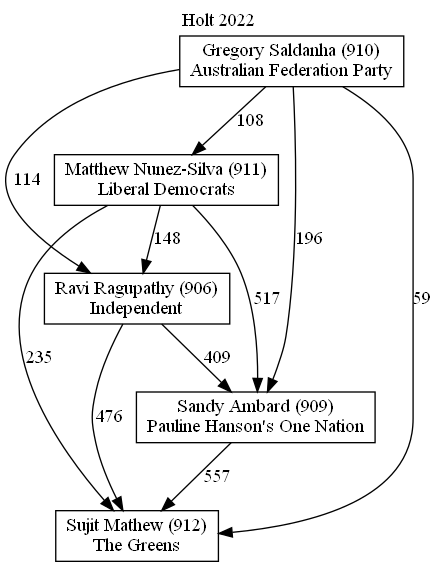 Holt 2022
Gregory Saldanha (910)
Australian Federation Party
108
Matthew Nunez-Silva (911)
Liberal Democrats
114
148
196
Ravi Ragupathy (906)
Independent
517
59
235
409
Sandy Ambard (909)
Pauline Hanson's One Nation
476
557
Sujit Mathew (912)
The Greens